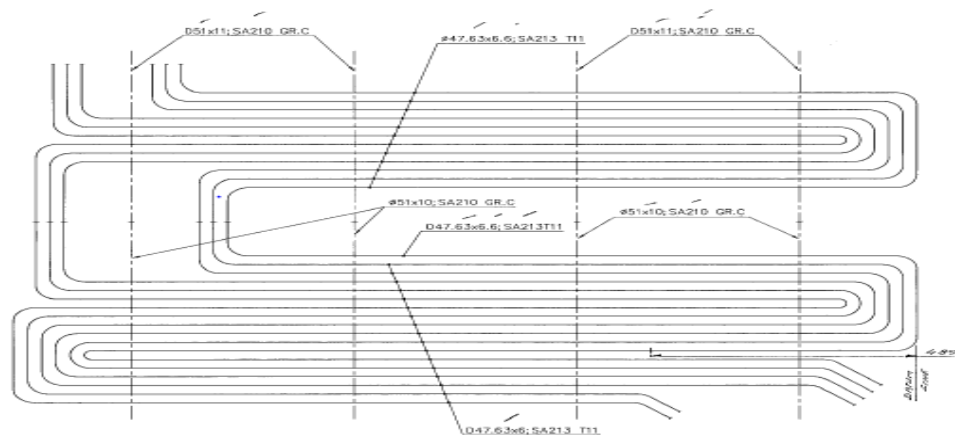 D51x11;SA210 GR.C
ø47.63x6.6;SA213 T11
D51x11;SA210 GR.C
ø51x10;SA210 GR.C
ø51x10;SA210 GR.C
D47.63x6.6;SA213T11
485
D47.63x6;SA213 T11